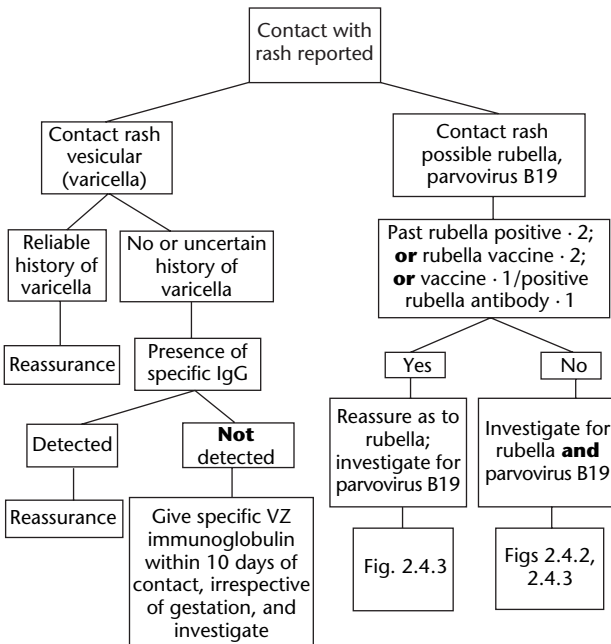 Contact with
rash reported
Contact rash
vesicular
(varicella)
Contact rash
possible rubella,
parvovirus B19
Reliable
history of
varicella
No or uncertain
history of
varicella
Past rubella positive · 2;
or rubella vaccine · 2;
or vaccine · 1/positive
rubella antibody · 1
Reassurance
Presence of
specific IgG
Yes
No
Detected
Not
detected
Reassure as to
rubella;
investigate for
parvovirus B19
Investigate for
rubella and
parvovirus B19
Reassurance
Give specific VZ
immunoglobulin
within 10 days of
contact, irrespective
of gestation, and
investigate
Fig. 2.4.3
Figs 2.4.2,
2.4.3